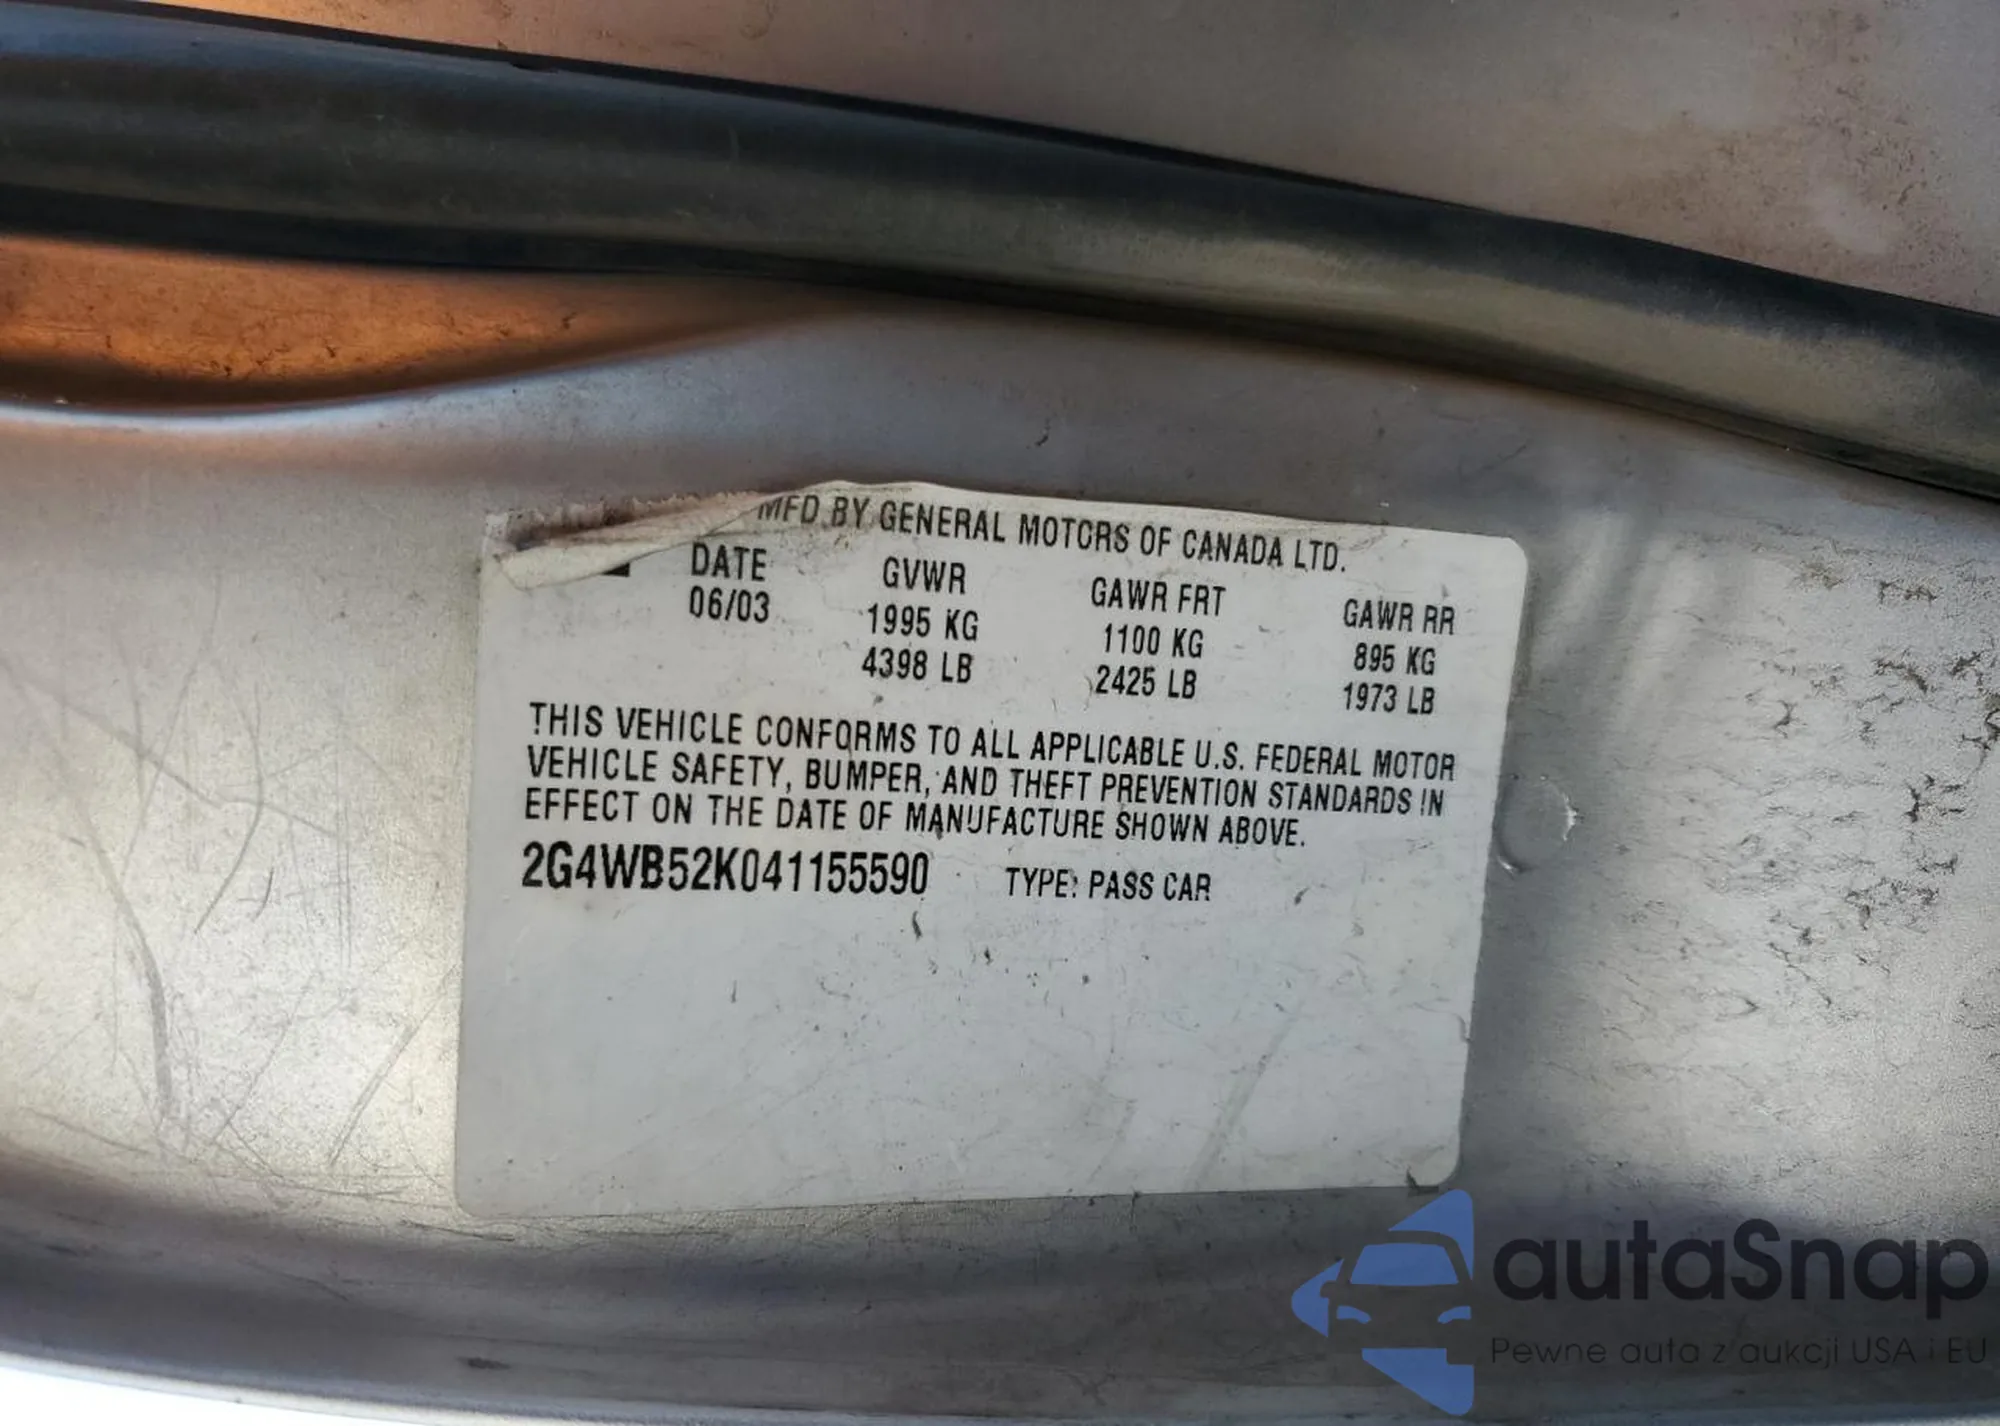 MFD BY GENERAL MOTORS OF CANADA LTD.
DATE GVWR GAWR FRT GAWR RR
06/03 1995 KG 1100 KG 895 KG
4398 LB 2425 LB 1973 LB
THIS VEHICLE CONFORMS TO ALL APPLICABLE U.S. FEDERAL MOTOR
VEHICLE SAFETY, BUMPER, AND THEFT PREVENTION STANDARDS IN
EFFECT ON THE DATE OF MANUFACTURE SHOWN ABOVE.
2G4WB52K041155590 TYPE: PASS CAR
autaSnap
Pewne auta z aukcji USA i EU